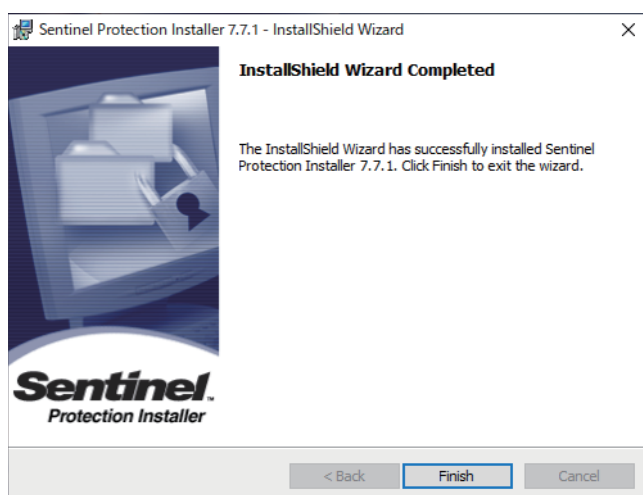 Sentinel Protection Installer 7.7.1 - InstallShield Wizard
InstallShield Wizard Completed
The InstallShield Wizard has successfully installed Sentinel
Protection Installer 7.7.1. Click Finish to exit the wizard.
Sentinel™
Protection Installer
< Back
Finish
Cancel